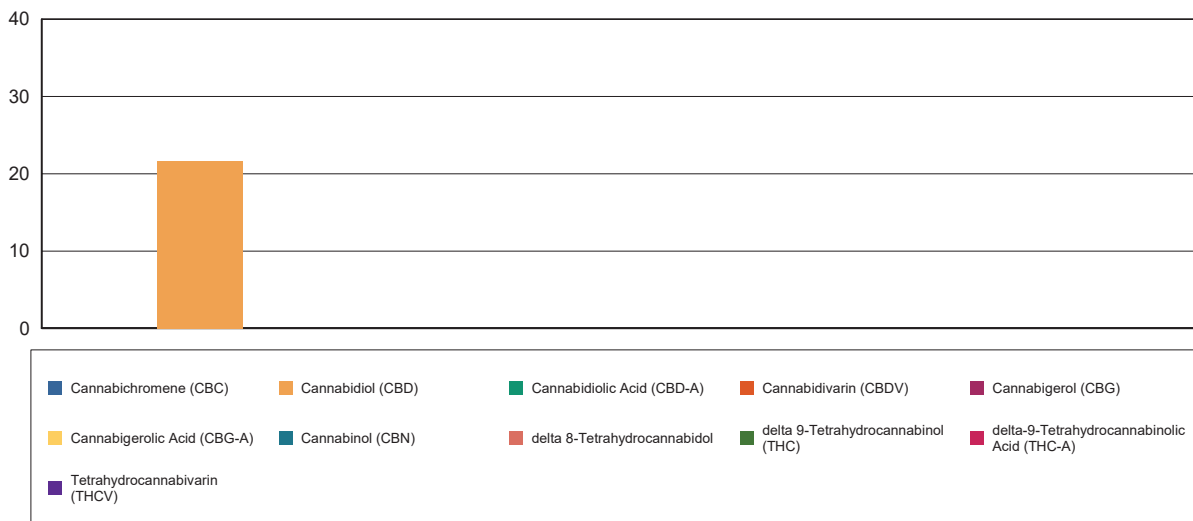 40
30
20
10
0
Cannabichromene (CBC)
Cannabidiol (CBD)
Cannabidiolic Acid (CBD-A)
Cannabidivarin (CBDV)
Cannabigerol (CBG)
Cannabigerolic Acid (CBG-A)
Cannabinol (CBN)
delta 8-Tetrahydrocannabidol
delta 9-Tetrahydrocannabinol
(THC)
delta-9-Tetrahydrocannabinolic
Acid (THC-A)
Tetrahydrocannabivarin
(THCV)